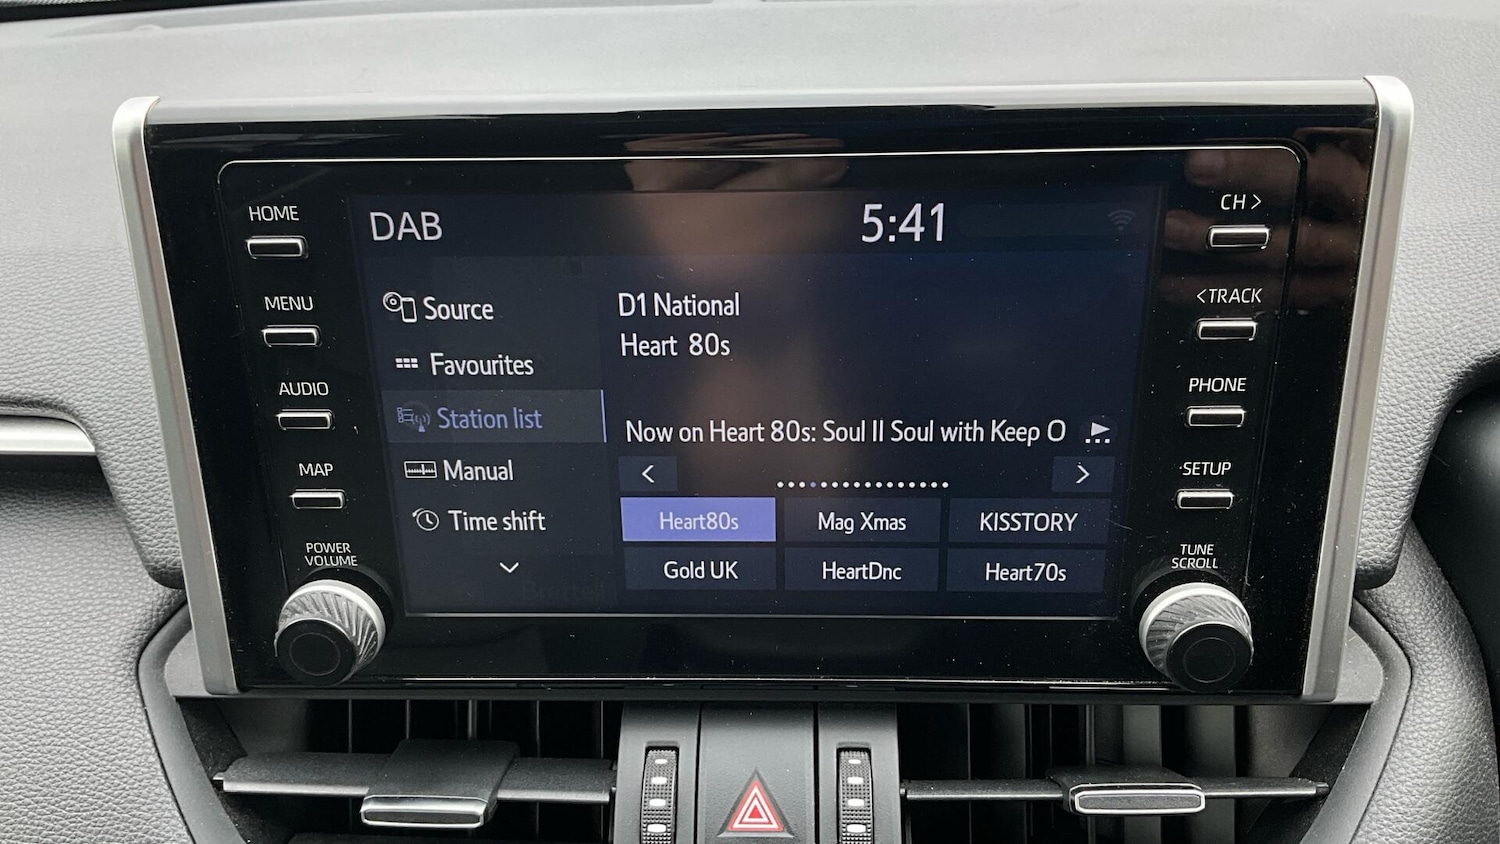 HOME
MENU
AUDIO
MAP
POWER
VOLUME
DAB
5:41
Source
Favourites
Station list
Manual
Time shift
D1 National
Heart 80s
Now on Heart 80s: Soul II Soul with Keep O
Heart80s Mag Xmas KISSTORY
Gold UK HeartDnc Heart70s
CH >
<TRACK
PHONE
SETUP
TUNE
SCROLL